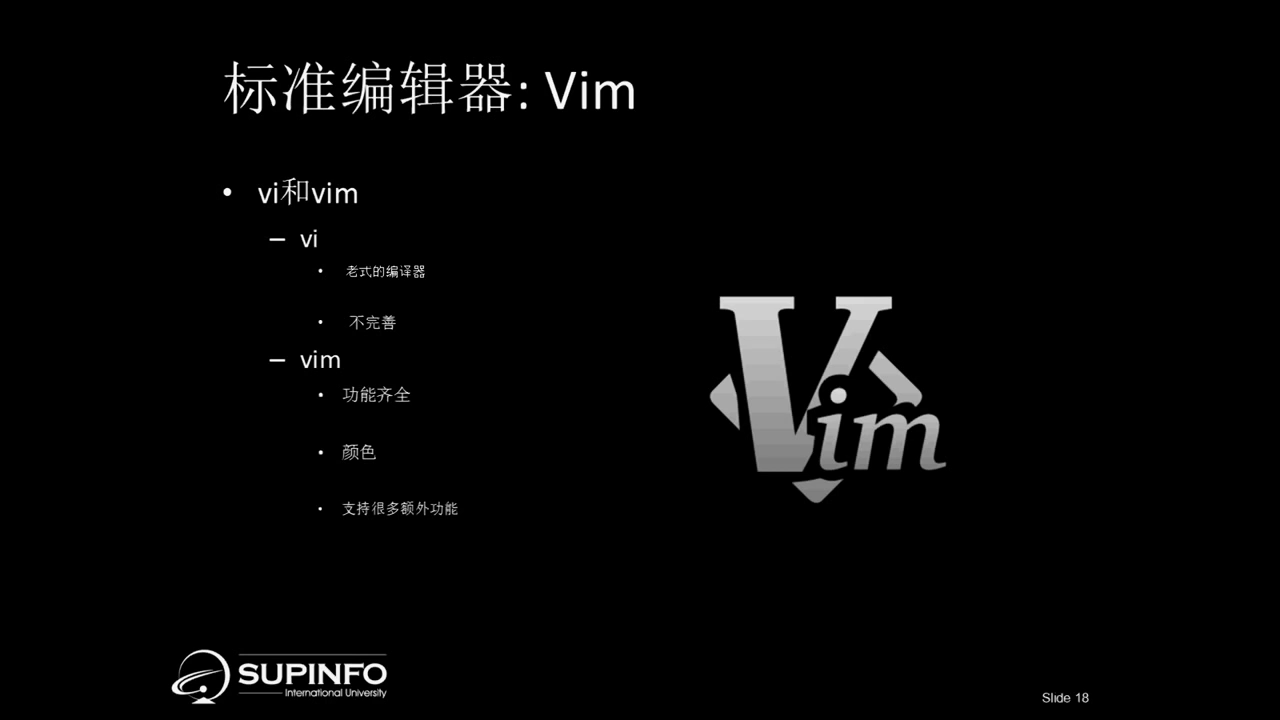 标准编辑器: Vim
• vi和vim
– vi
• 老式的编译器
• 不完善
– vim
• 功能齐全
• 颜色
• 支持很多额外功能
Vim
SUPINFO
International University
Slide 18